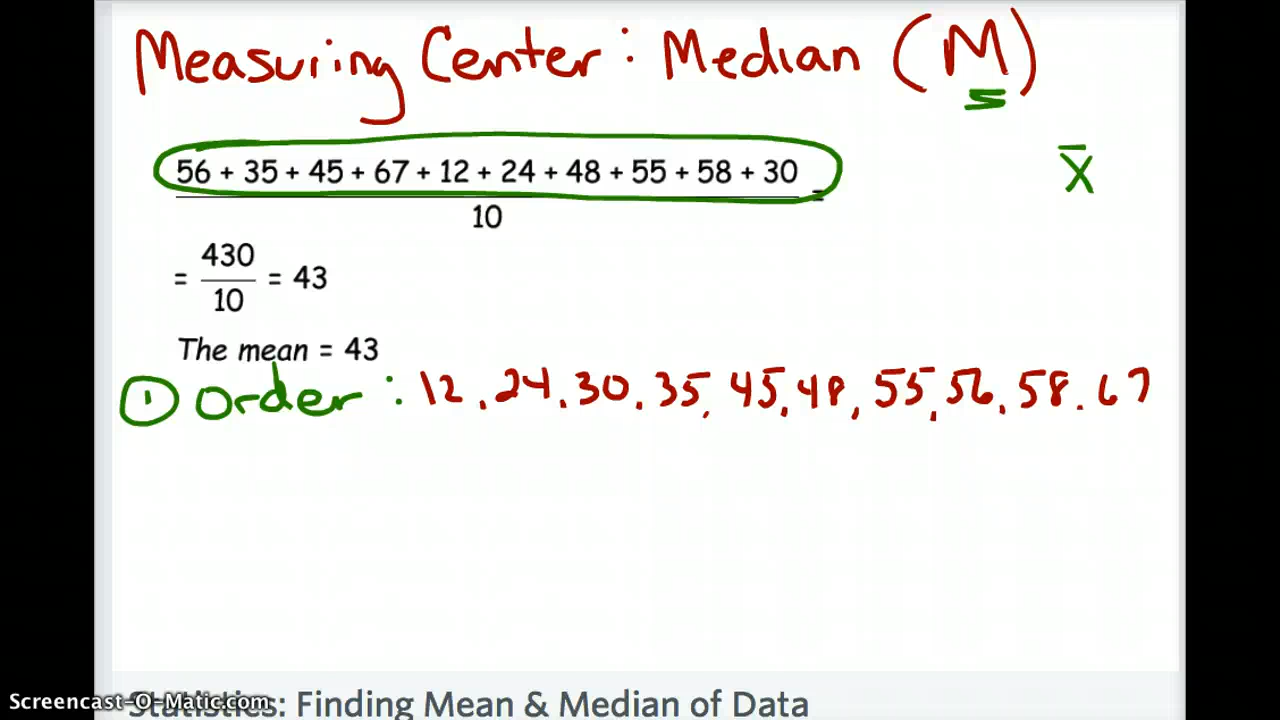 Measuring Center: Median (M)
56 + 35 + 45 + 67 + 12 + 24 + 48 + 55 + 58 + 30 =
10
x̄
= 430/10 = 43
The mean = 43
① Order: 12, 24, 30, 35, 45, 48, 55, 56, 58, 67
Screencast-O-Matic.com
Statistics: Finding Mean & Median of Data